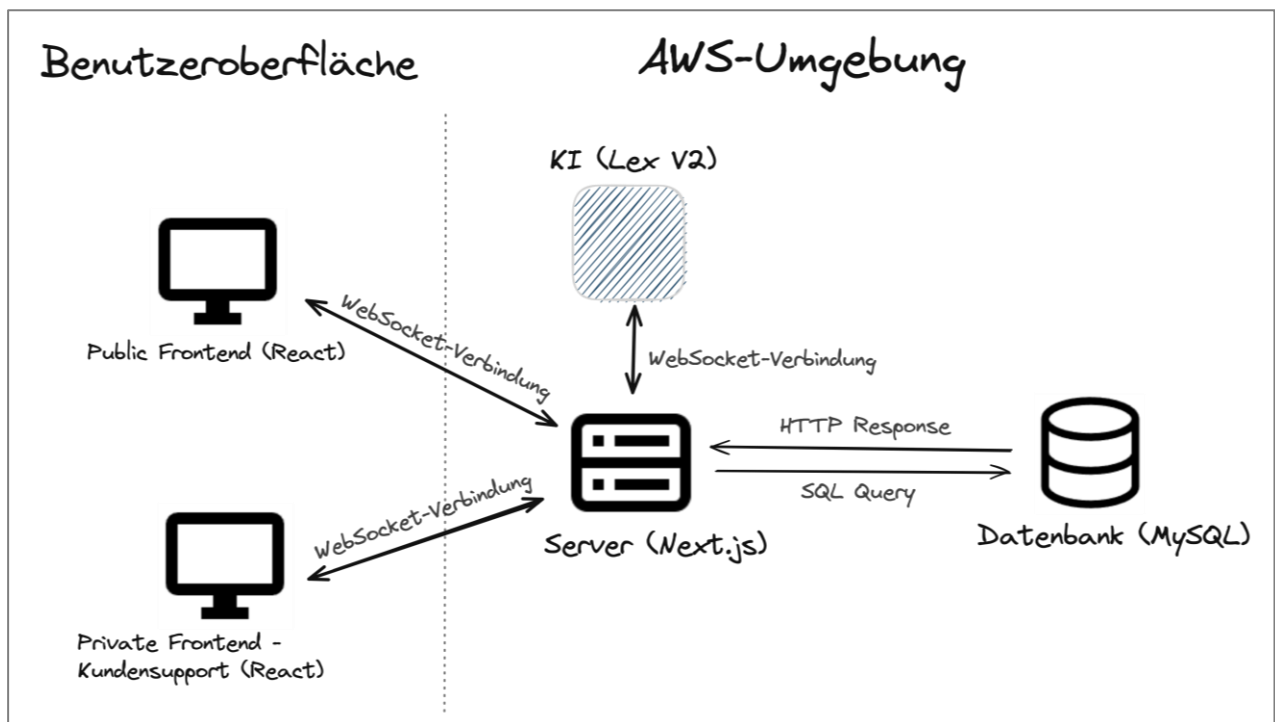 Benutzeroberfläche
AWS-Umgebung
KI (Lex V2)
WebSocket-Verbindung
Public Frontend (React)
WebSocket-Verbindung
HTTP Response
SQL Query
WebSocket-Verbindung
Server (Next.js)
Datenbank (MySQL)
Private Frontend -
Kundensupport (React)